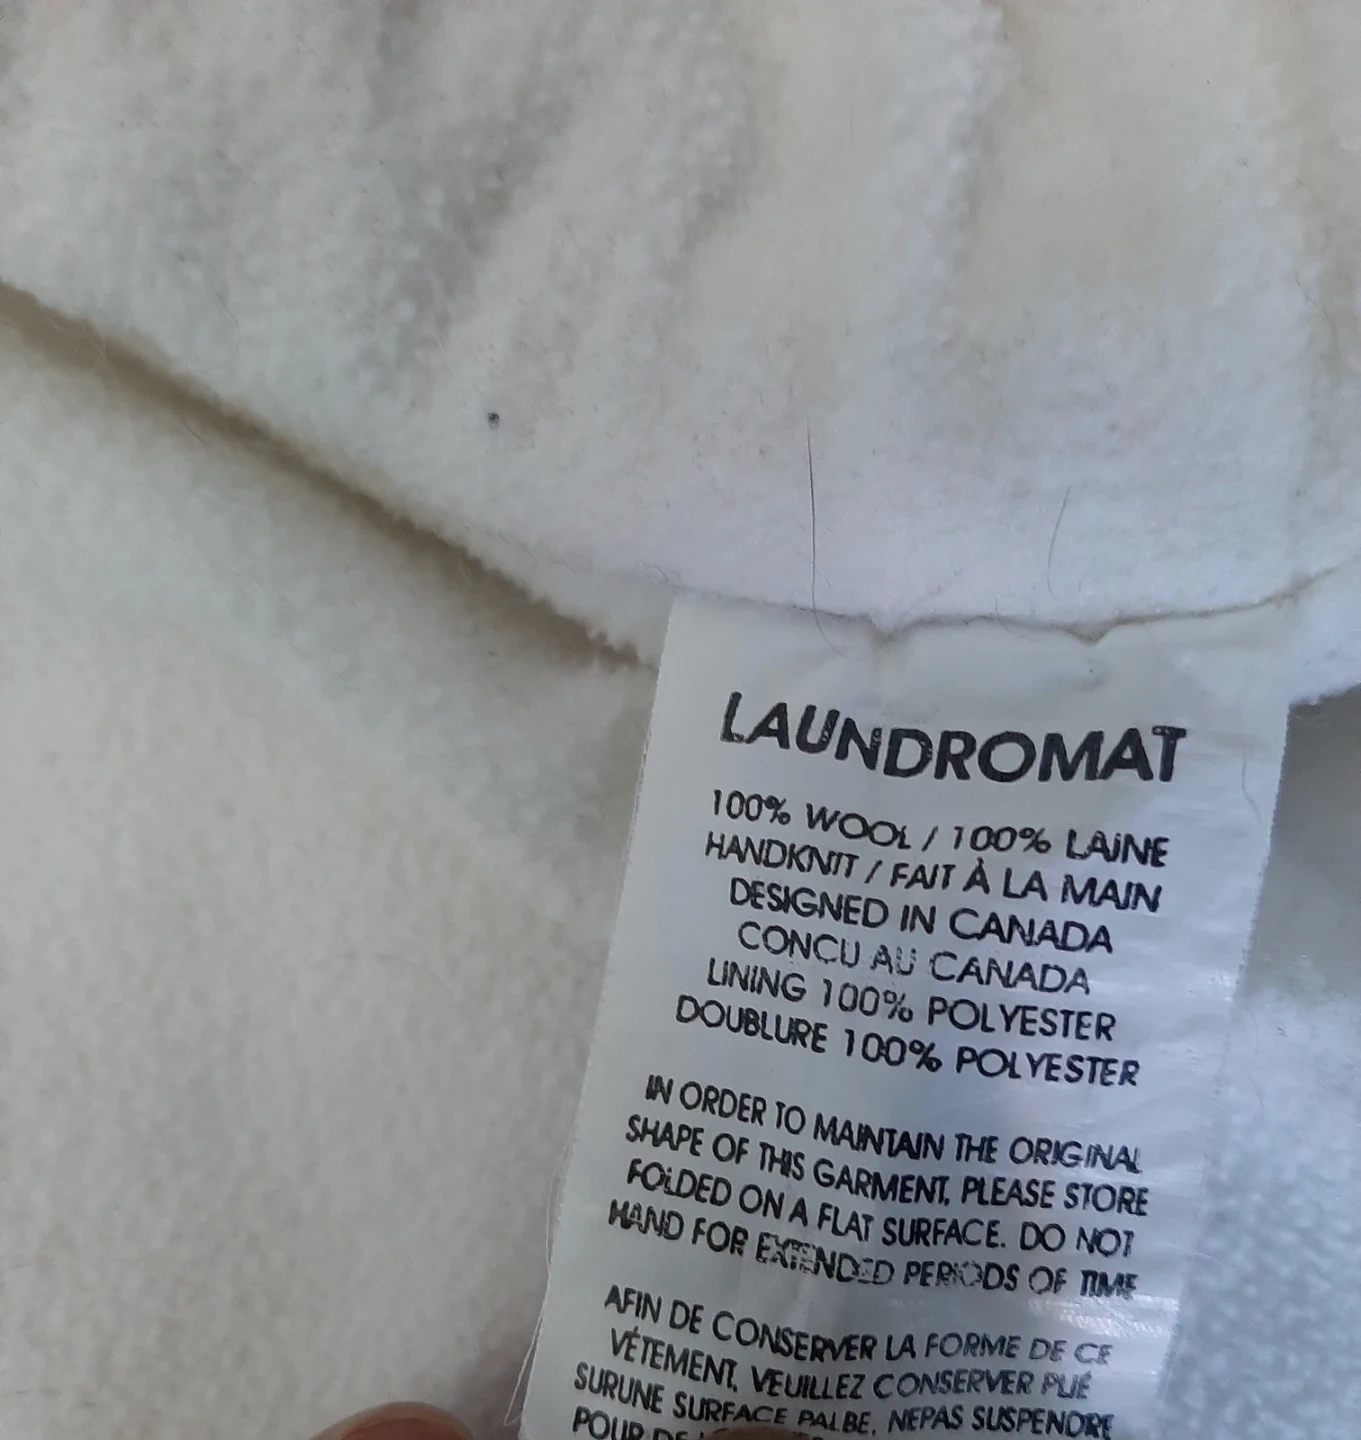 LAUNDROMAT
100% WOOL / 100% LAINE
HANDKNIT / FAIT À LA MAIN
DESIGNED IN CANADA
CONÇU AU CANADA
LINING 100% POLYESTER
DOUBLURE 100% POLYESTER
IN ORDER TO MAINTAIN THE ORIGINAL
SHAPE OF THIS GARMENT, PLEASE STORE
FOLDED ON A FLAT SURFACE. DO NOT
HAND FOR EXTENDED PERIODS OF TIME
AFIN DE CONSERVER LA FORME DE CE
VÊTEMENT, VEUILLEZ CONSERVER PLIÉ
SURUNE SURFACE PALBE, NEPAS SUSPENDRE
POUR DE